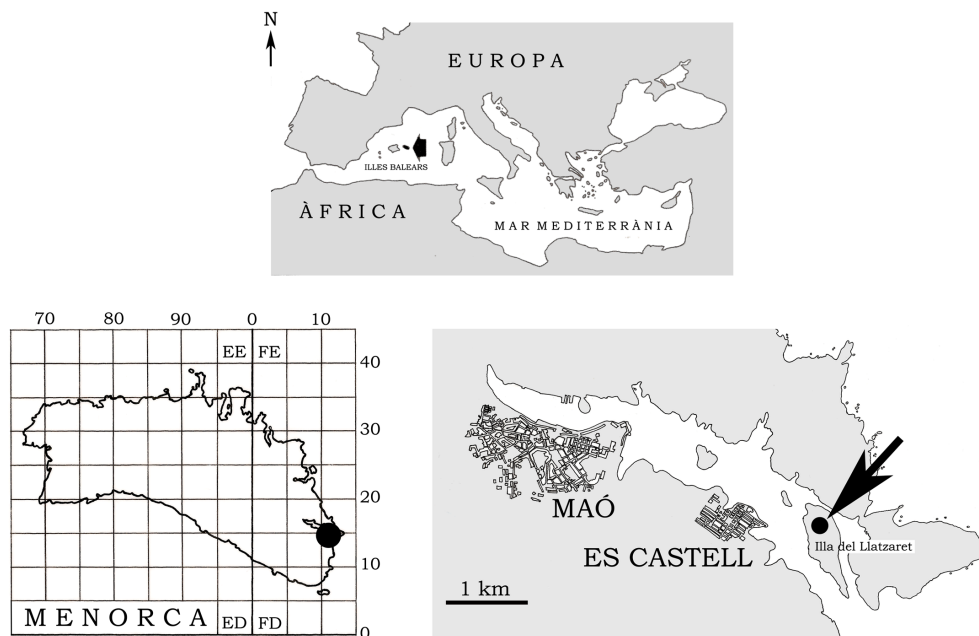 N
EUROPA
ILLES BALEARS
ÀFRICA
MAR MEDITERRÀNIA
70 80 90 0 10
EE FE
40
30
20
10
0
MENORCA ED FD
MAÓ
ES CASTELL
Illa del Llatzaret
1 km